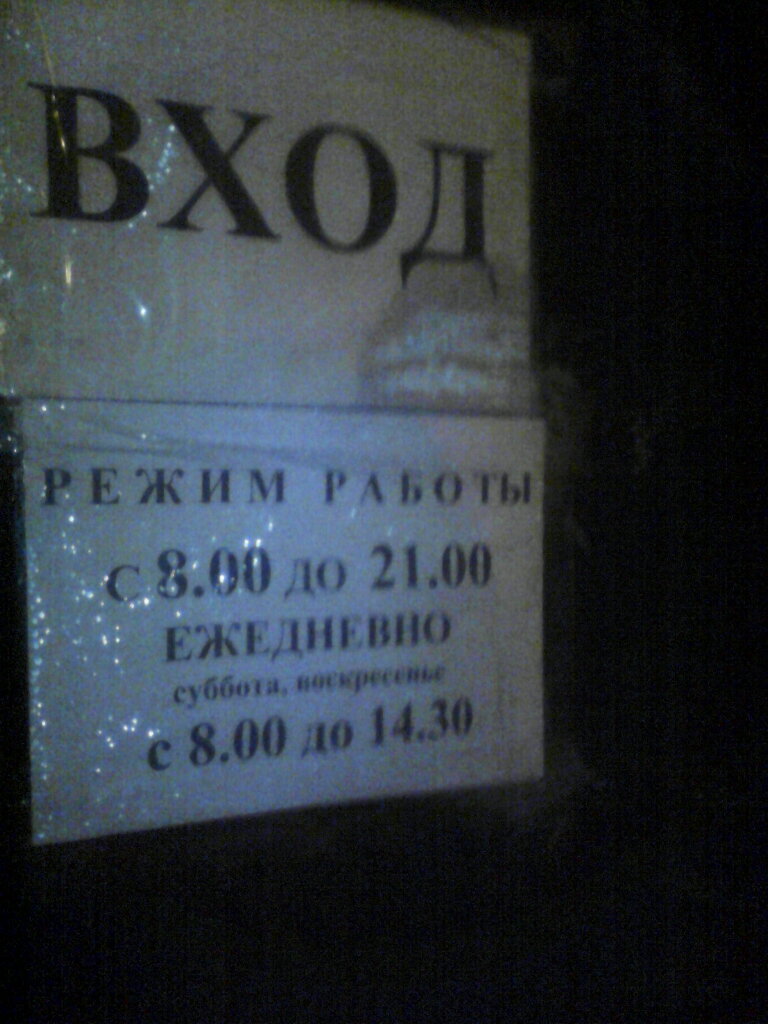 ВХОД
РЕЖИМ РАБОТЫ
с 8.00 до 21.00
ЕЖЕДНЕВНО
суббота, воскресенье
с 8.00 до 14.30